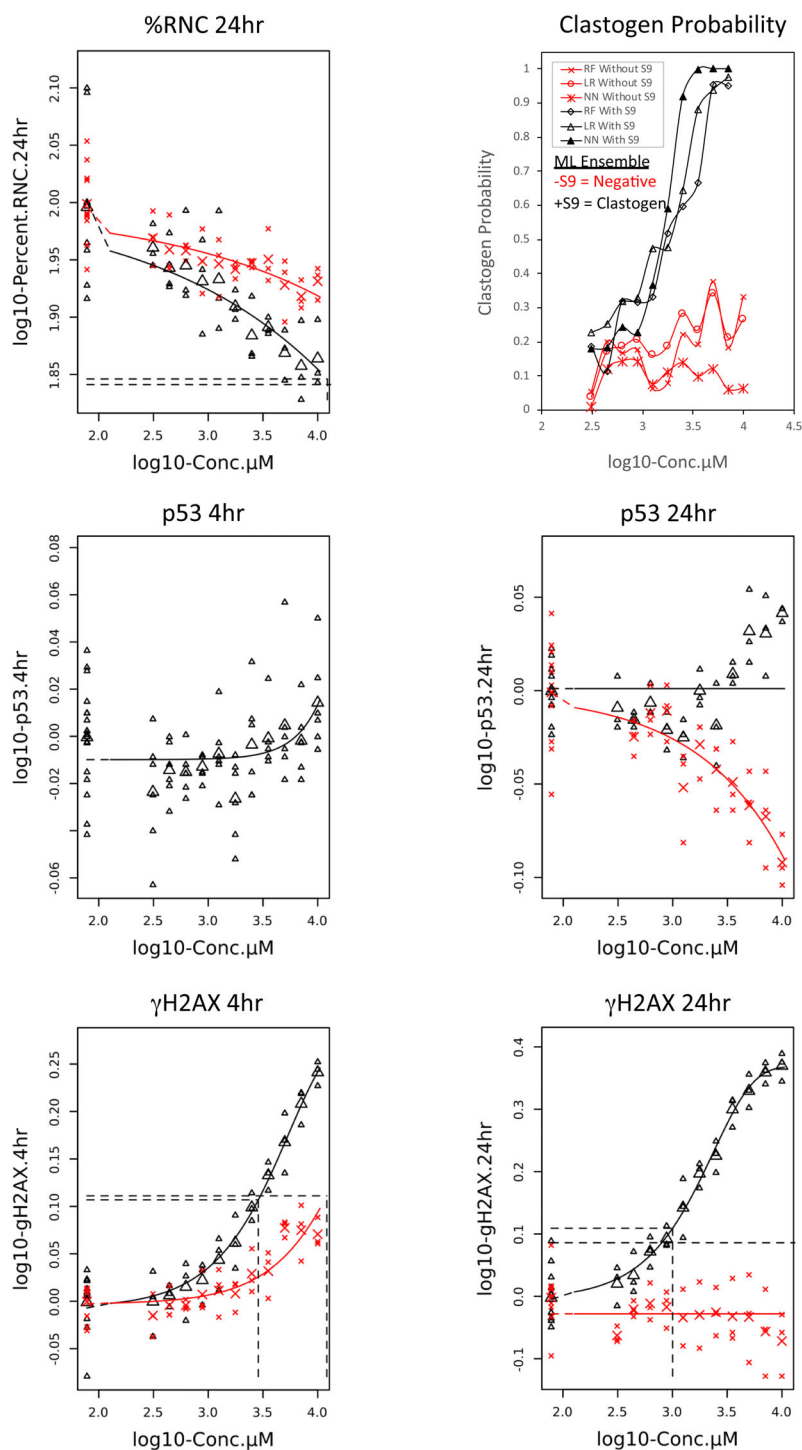 %RNC 24hr
log10-Percent.RNC.24hr
2.10
2.05
2.00
1.95
1.90
1.85
2.0 2.5 3.0 3.5 4.0
log10-Conc.µM
Clastogen Probability
Clastogen Probability
1
0.9
0.8
0.7
0.6
0.5
0.4
0.3
0.2
0.1
0
RF Without S9
LR Without S9
NN Without S9
RF With S9
LR With S9
NN With S9
ML Ensemble
-S9 = Negative
+S9 = Clastogen
2 2.5 3 3.5 4 4.5
log10-Conc.µM
p53 4hr
log10-p53.4hr
0.08
0.06
0.04
0.02
0.00
-0.02
-0.06
2.0 2.5 3.0 3.5 4.0
log10-Conc.µM
p53 24hr
log10-p53.24hr
0.05
0.00
-0.05
-0.10
2.0 2.5 3.0 3.5 4.0
log10-Conc.µM
γH2AX 4hr
log10-gH2AX.4hr
0.25
0.20
0.15
0.10
0.05
0.00
-0.05
2.0 2.5 3.0 3.5 4.0
log10-Conc.µM
γH2AX 24hr
log10-gH2AX.24hr
0.4
0.3
0.2
0.1
0.0
-0.1
2.0 2.5 3.0 3.5 4.0
log10-Conc.µM